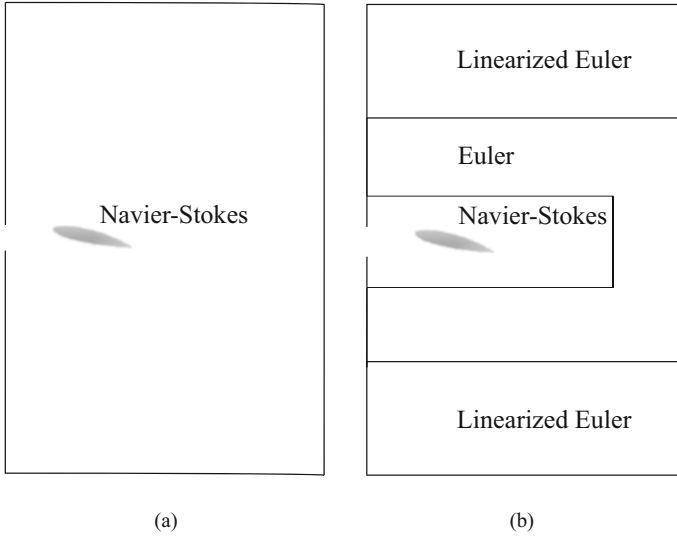 Linearized Euler
Euler
Navier-Stokes
Navier-Stokes
Linearized Euler
(a)
(b)